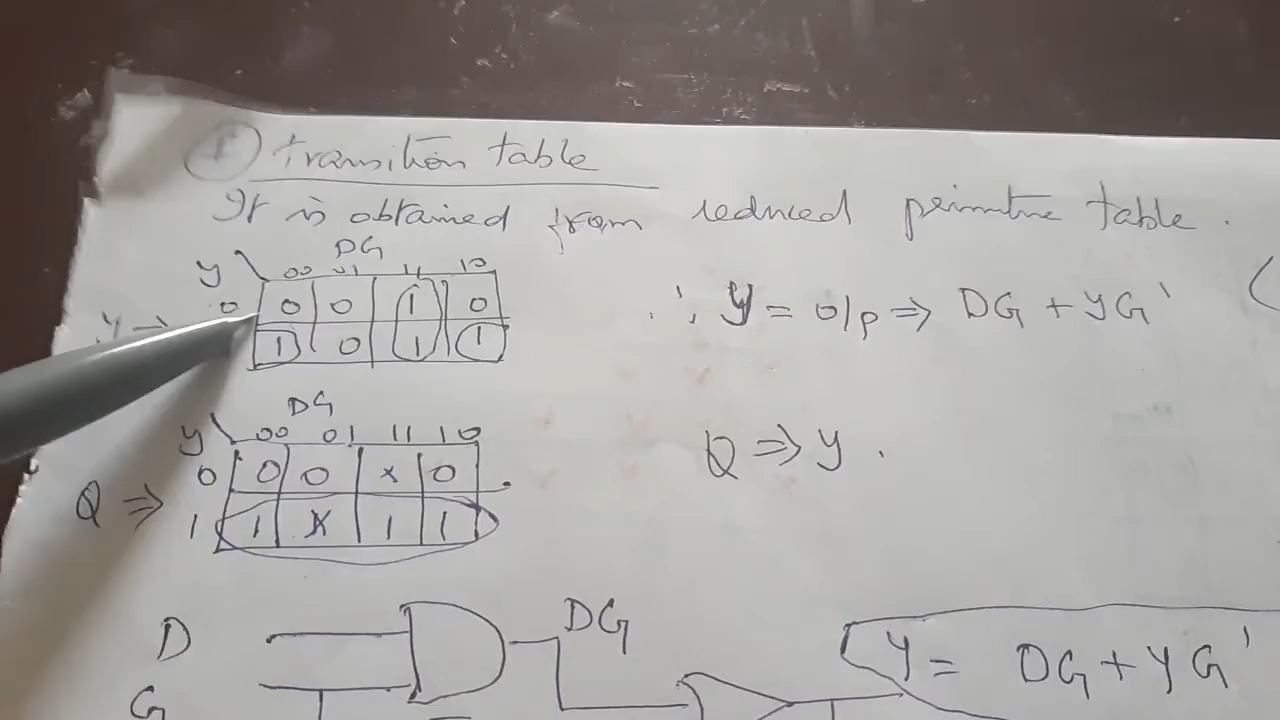 I transition table
It is obtained from reduced primitive table.
DG
y \ 00 01 11 10
Y ⇒ 0 0 0 1 0 ∴ Y = o/p ⇒ DG + YG'
1 0 1 1
DG
y \ 00 01 11 10
0 0 0 x 0 Q ⇒ y.
Q ⇒
1 1 x 1 1
D DG
Y = DG + YG'
G